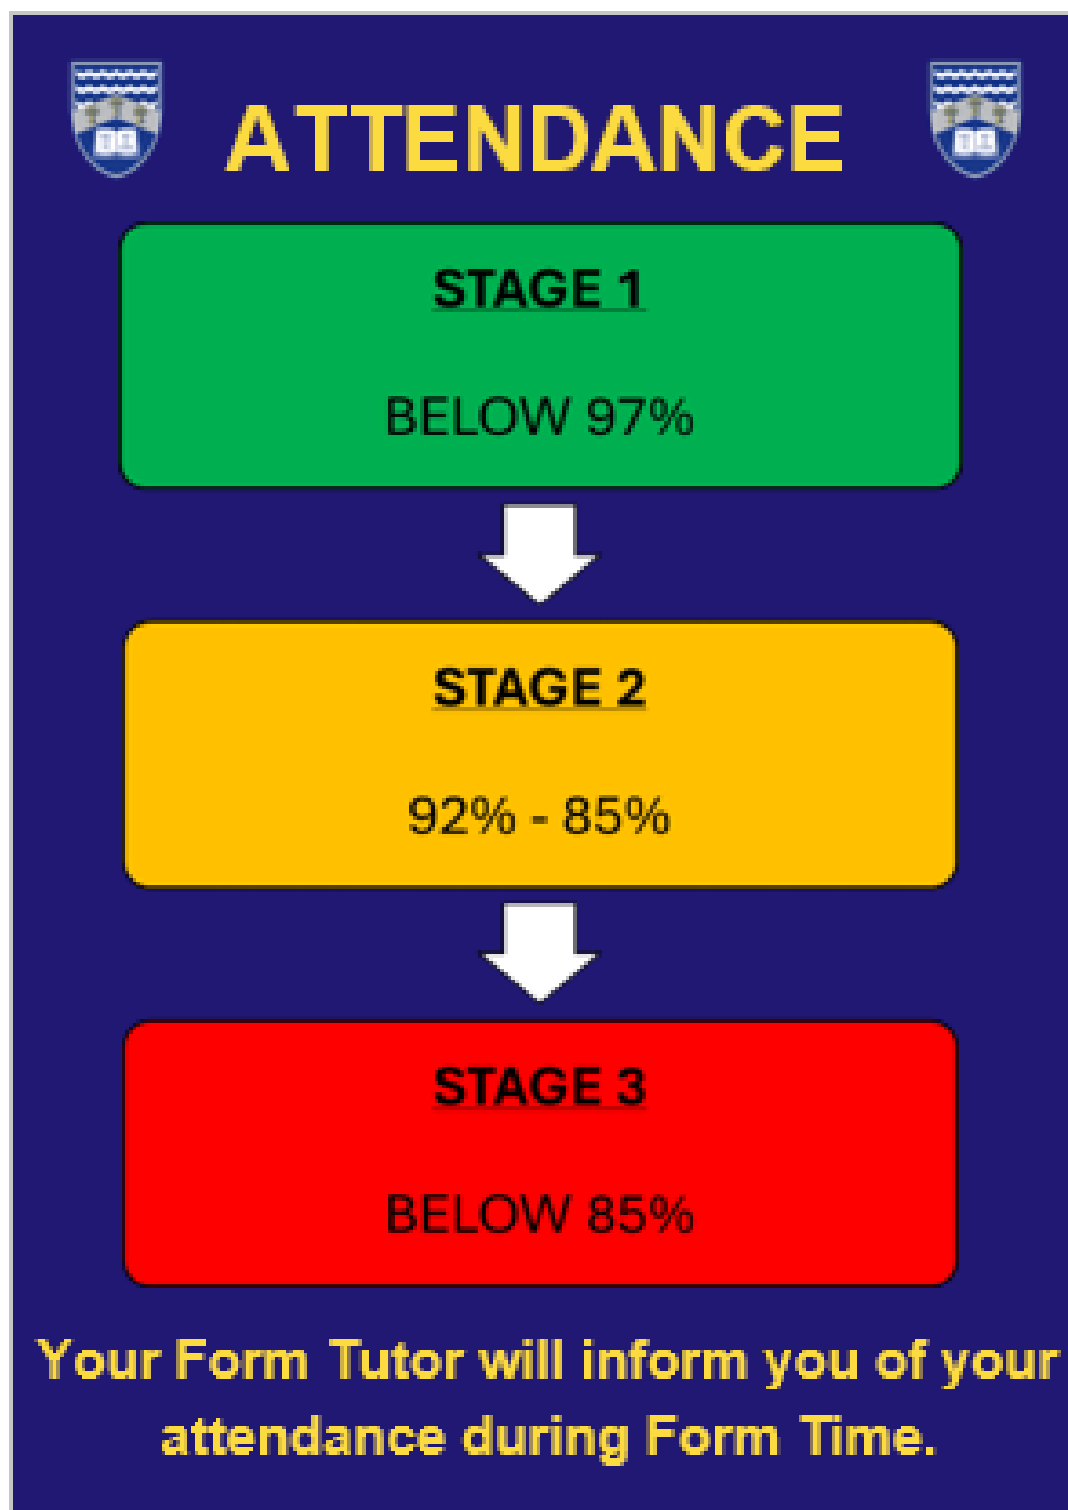 ATTENDANCE
STAGE 1
BELOW 97%
STAGE 2
92% - 85%
STAGE 3
BELOW 85%
Your Form Tutor will inform you of your
attendance during Form Time.